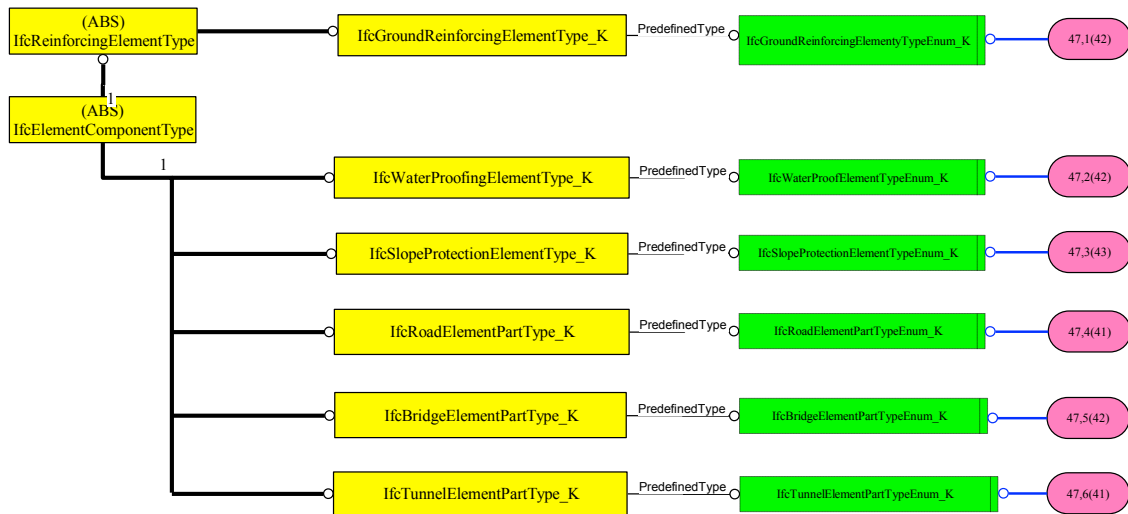 (ABS)
IfcReinforcingElementType
IfcGroundReinforcingElementType_K
PredefinedType
IfcGroundReinforcingElementyTypeEnum_K
47,1(42)
1
(ABS)
IfcElementComponentType
1
IfcWaterProofingElementType_K
PredefinedType
IfcWaterProofElementTypeEnum_K
47,2(42)
IfcSlopeProtectionElementType_K
PredefinedType
IfcSlopeProtectionElementTypeEnum_K
47,3(43)
IfcRoadElementPartType_K
PredefinedType
IfcRoadElementPartTypeEnum_K
47,4(41)
IfcBridgeElementPartType_K
PredefinedType
IfcBridgeElementPartTypeEnum_K
47,5(42)
IfcTunnelElementPartType_K
PredefinedType
IfcTunnelElementPartTypeEnum_K
47,6(41)